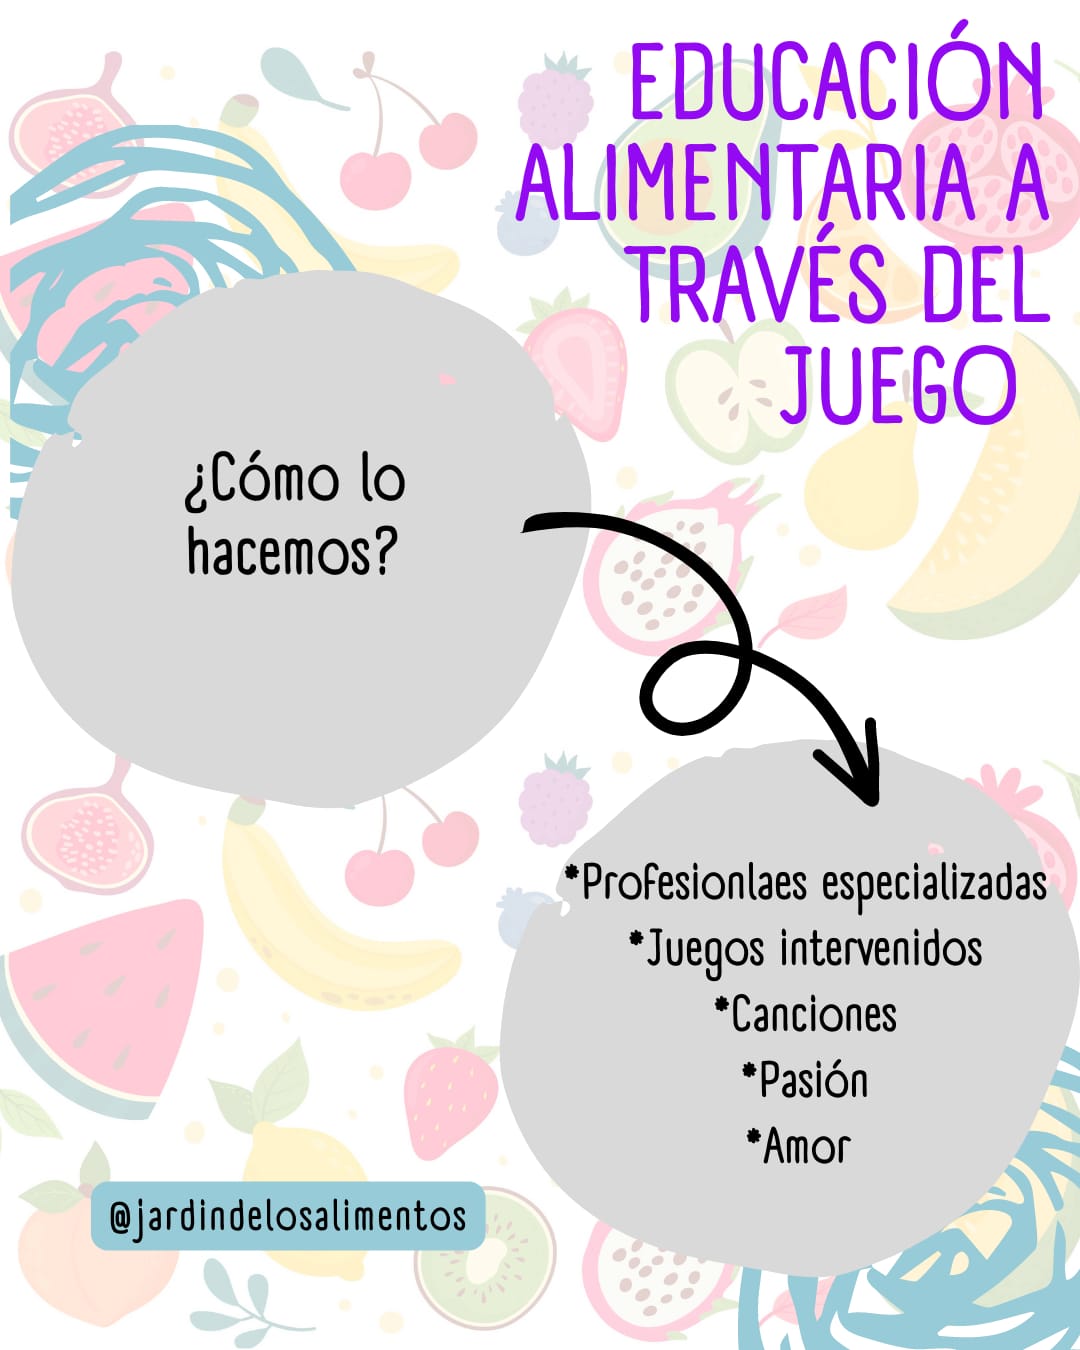 EDUCACIÓN
ALIMENTARIA A
TRAVÉS DEL
JUEGO
¿Cómo lo
hacemos?
*Profesionlaes especializadas
*Juegos intervenidos
*Canciones
*Pasión
*Amor
@jardindelosalimentos